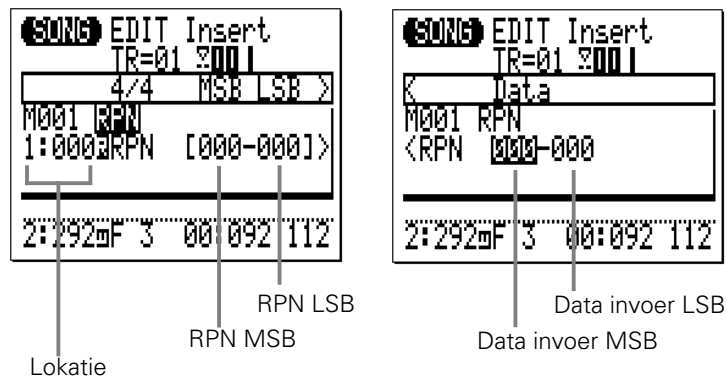 SONG EDIT Insert
TR=01
4/4 MSB LSB >
M001 RPN
1:000 RPN [000-000]>
2:292 F 3 00:092 112
RPN LSB
RPN MSB
Lokatie
SONG EDIT Insert
TR=01
< Data
M001 RPN
<RPN 000-000
2:292 F 3 00:092 112
Data invoer LSB
Data invoer MSB